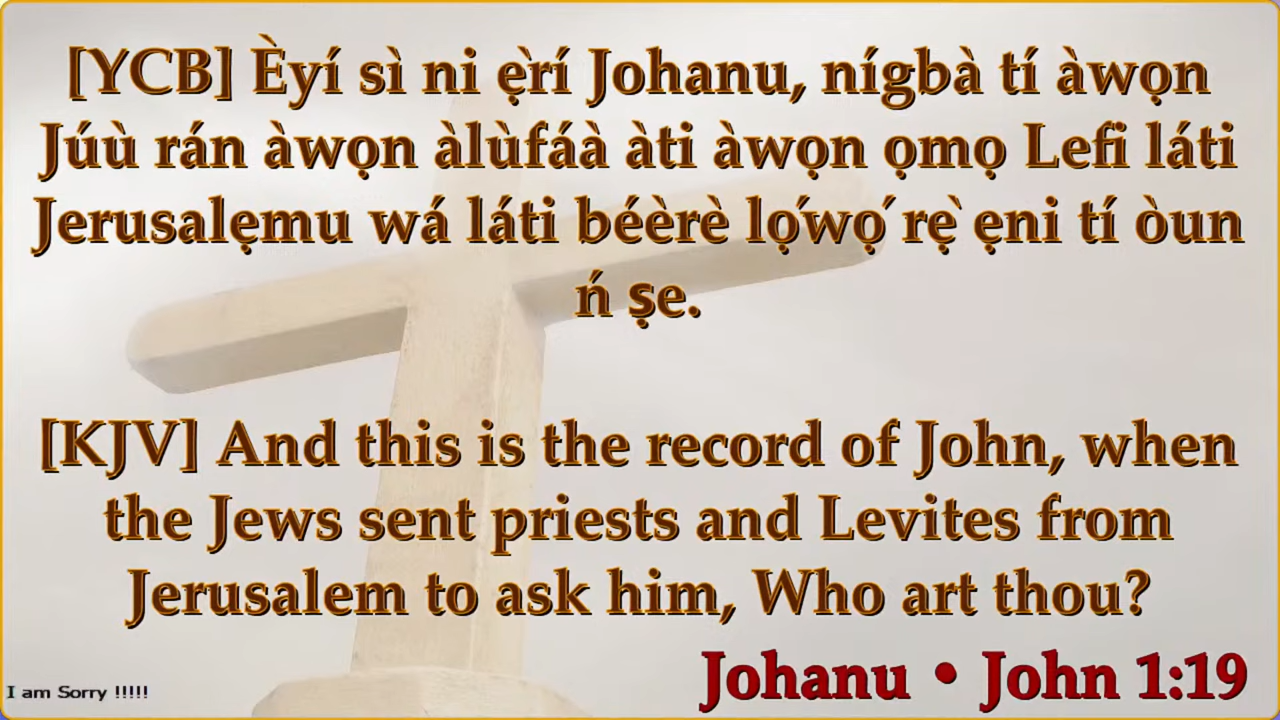 [YCB] Èyí sì ni ẹ̀rí Johanu, nígbà tí àwọn
Júù rán àwọn àlùfáà àti àwọn ọmọ Lefi láti
Jerusalẹmu wá láti béèrè lọ́wọ́ rẹ̀ ẹni tí òun
ń ṣe.
[KJV] And this is the record of John, when
the Jews sent priests and Levites from
Jerusalem to ask him, Who art thou?
Johanu • John 1:19
I am Sorry !!!!!